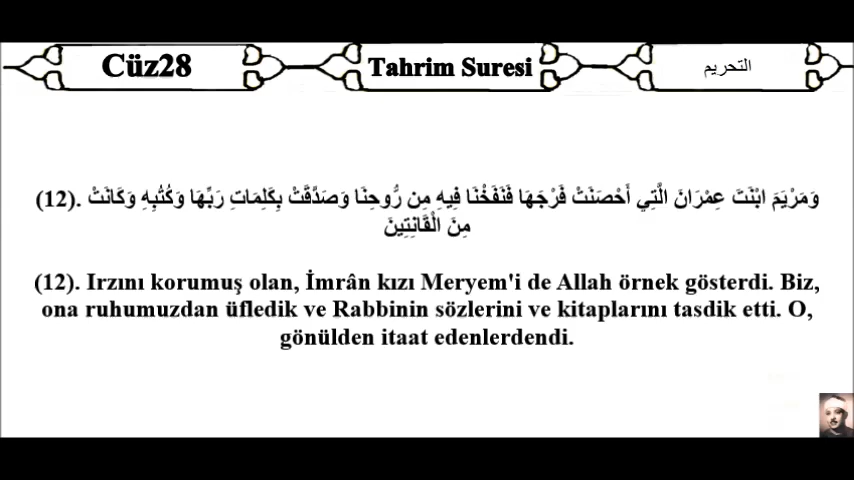 Cüz28
Tahrim Suresi
التحريم
(12). وَمَرْيَمَ ابْنَتَ عِمْرَانَ الَّتِي أَحْصَنَتْ فَرْجَهَا فَنَفَخْنَا فِيهِ مِن رُّوحِنَا وَصَدَّقَتْ بِكَلِمَاتِ رَبِّهَا وَكُتُبِهِ وَكَانَتْ
مِنَ الْقَانِتِينَ
(12). Irzını korumuş olan, İmrân kızı Meryem'i de Allah örnek gösterdi. Biz,
ona ruhumuzdan üfledik ve Rabbinin sözlerini ve kitaplarını tasdik etti. O,
gönülden itaat edenlerdendi.